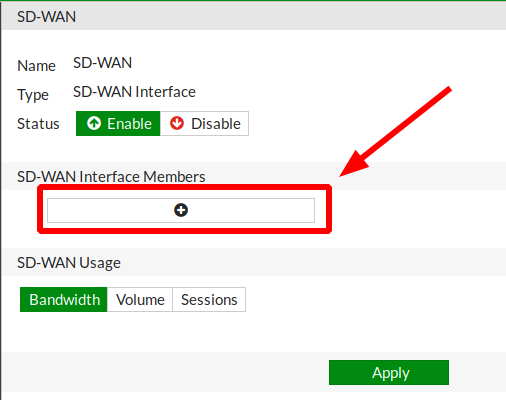 SD-WAN
Name SD-WAN
Type SD-WAN Interface
Status Enable Disable
SD-WAN Interface Members
SD-WAN Usage
Bandwidth Volume Sessions
Apply